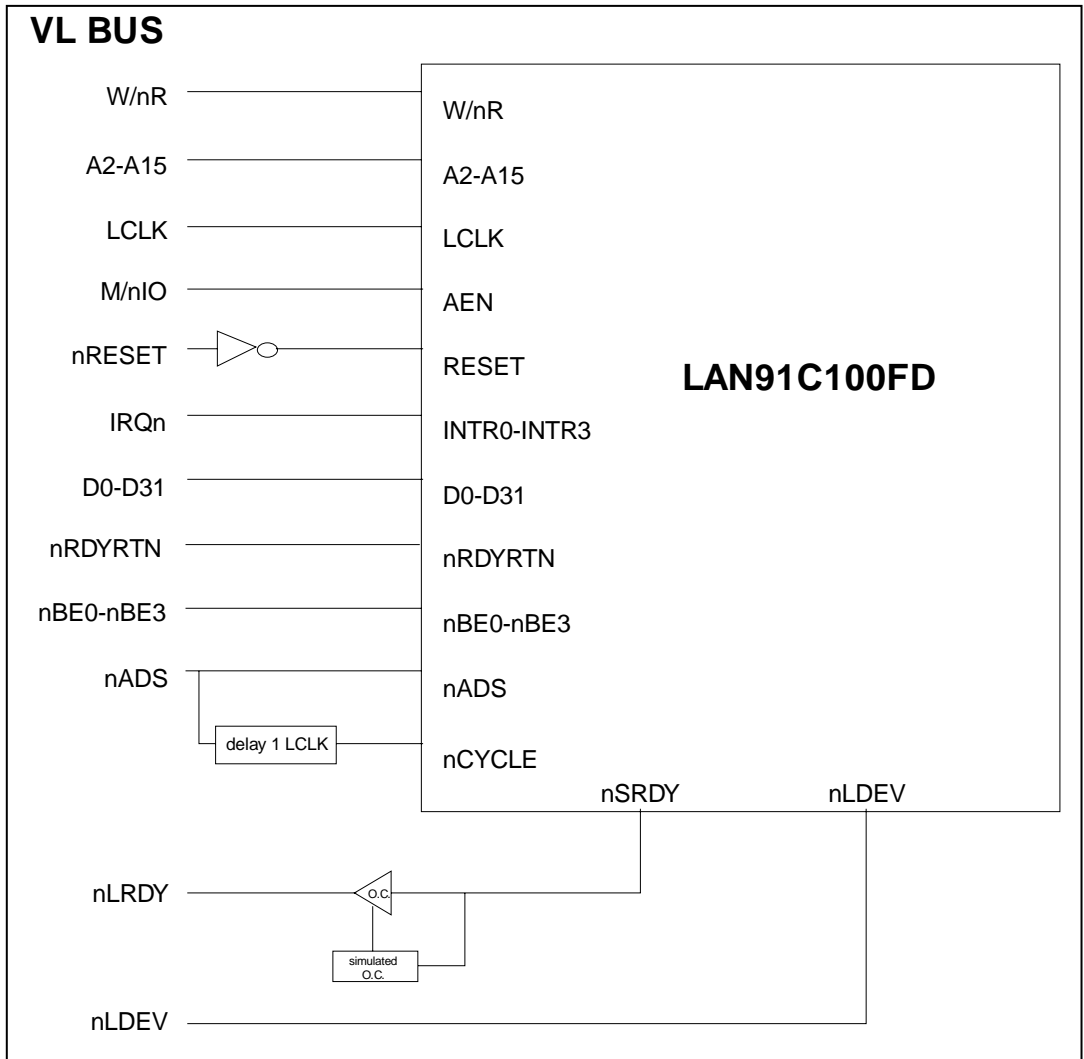 VL BUS
W/nR
W/nR
A2-A15
A2-A15
LCLK
LCLK
M/nIO
AEN
nRESET
RESET
LAN91C100FD
IRQn
INTR0-INTR3
D0-D31
D0-D31
nRDYRTN
nRDYRTN
nBE0-nBE3
nBE0-nBE3
nADS
nADS
delay 1 LCLK
nCYCLE
nSRDY
nLDEV
nLRDY
O.C.
simulated
O.C.
nLDEV